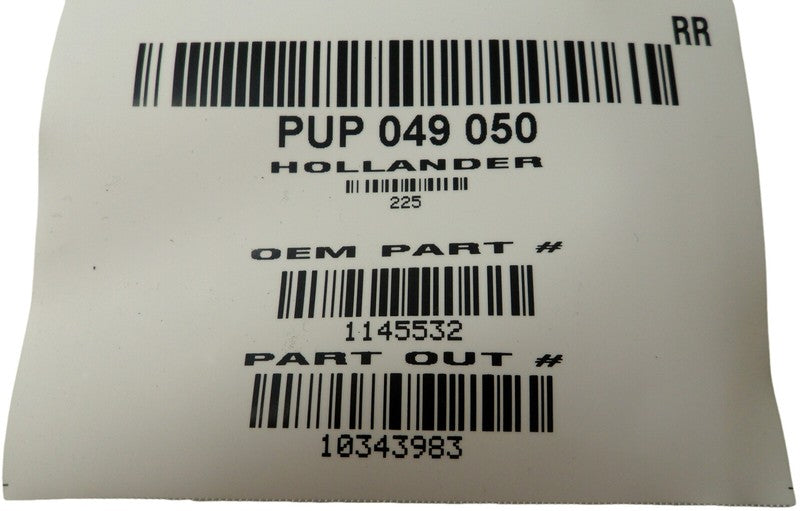 RR
PUP 049 050
HOLLANDER
225
OEM PART #
1145532
PART OUT #
10343983